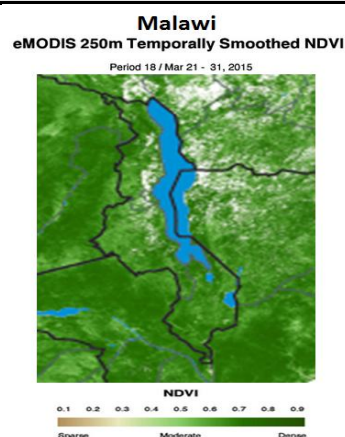 Malawi
eMODIS 250m Temporally Smoothed NDVI
Period 18 / Mar 21 - 31, 2015
NDVI
0.1 0.2 0.3 0.4 0.5 0.6 0.7 0.8 0.9
Sparse Moderate Dense